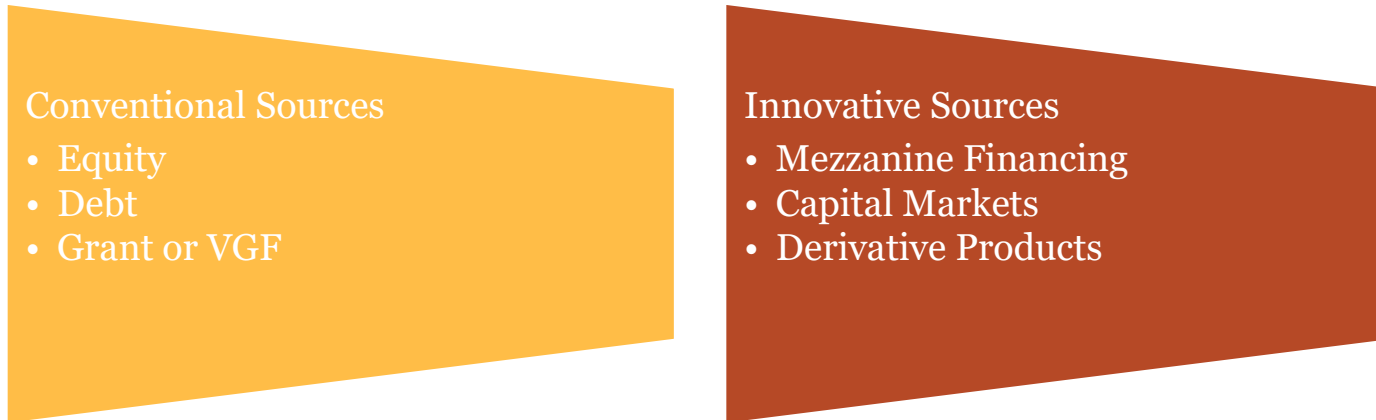 Conventional Sources
• Equity
• Debt
• Grant or VGF
Innovative Sources
• Mezzanine Financing
• Capital Markets
• Derivative Products